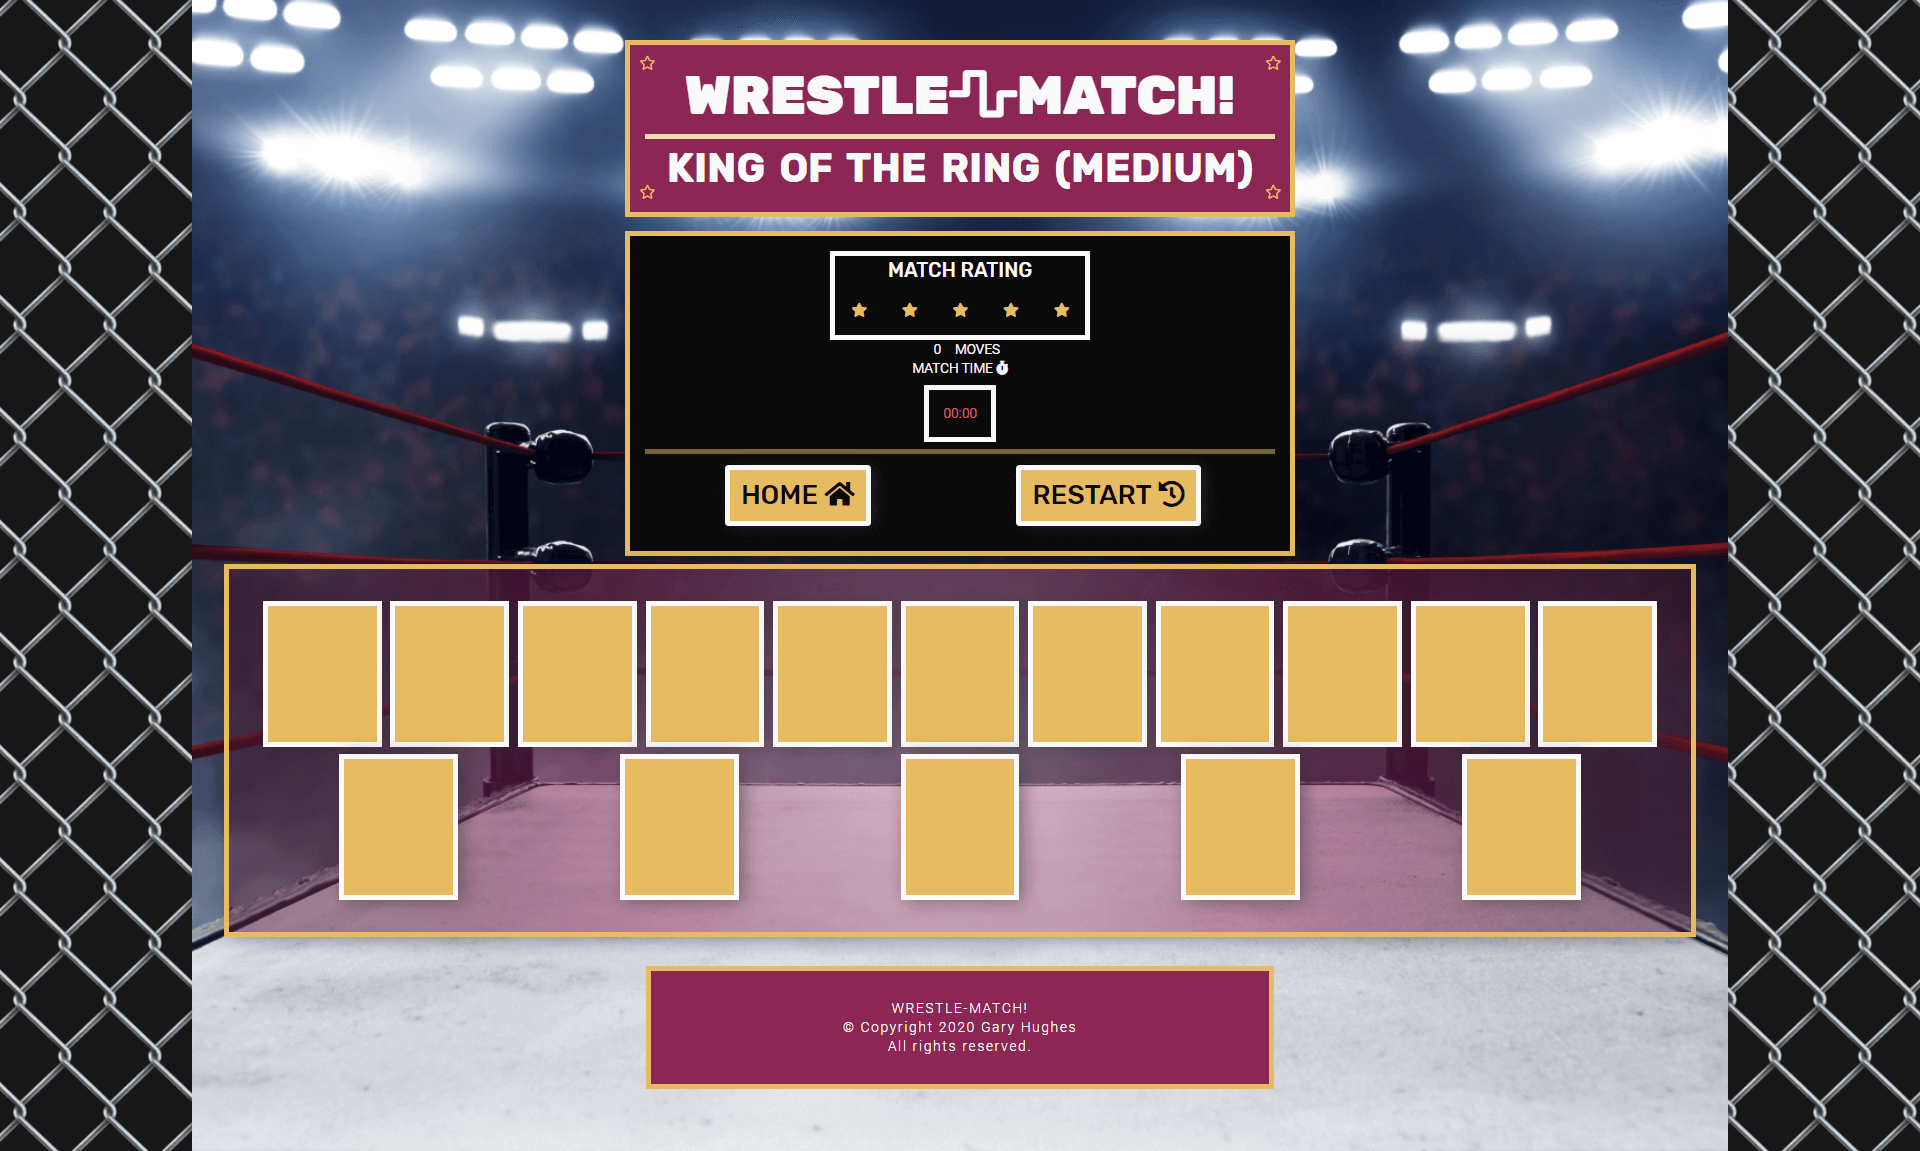 WRESTLE-MATCH!
KING OF THE RING (MEDIUM)
MATCH RATING
0 MOVES
MATCH TIME
00:00
HOME
RESTART
WRESTLE-MATCH!
© Copyright 2020 Gary Hughes
All rights reserved.